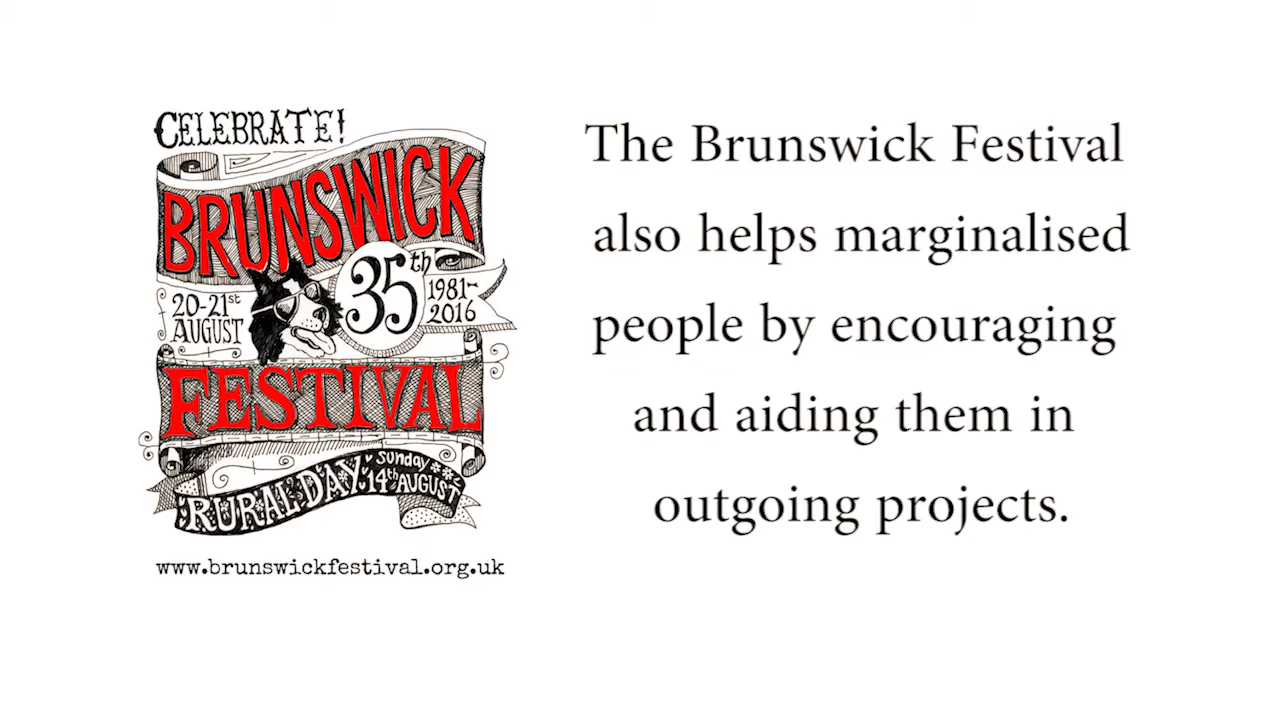 CELEBRATE!
BRUNSWICK
20-21st
AUGUST
35th
1981-
2016
FESTIVAL
RURAL DAY
Sunday
14th AUGUST
www.brunswickfestival.org.uk
The Brunswick Festival
also helps marginalised
people by encouraging
and aiding them in
outgoing projects.